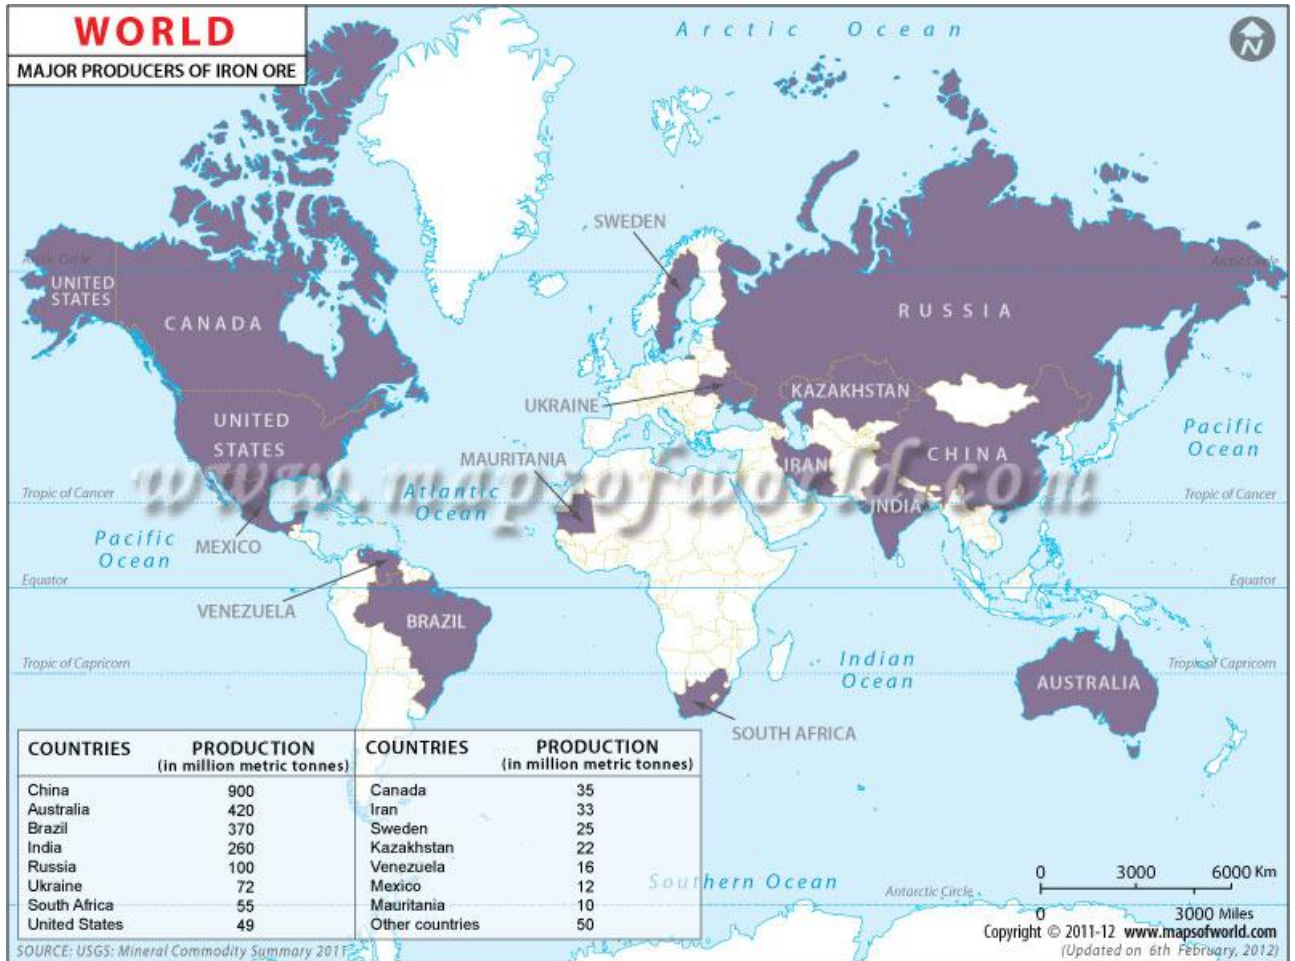 WORLD
MAJOR PRODUCERS OF IRON ORE
N
Arctic Ocean
SWEDEN
Arctic Circle
Arctic Circle
UNITED
STATES
CANADA
RUSSIA
KAZAKHSTAN
UKRAINE
UNITED
STATES
Pacific
Ocean
MAURITANIA
IRAN
CHINA
www.mapsofworld.com
Tropic of Cancer
Atlantic
Ocean
Tropic of Cancer
INDIA
Pacific
Ocean
MEXICO
Equator
Equator
VENEZUELA
BRAZIL
Tropic of Capricorn
Indian
Ocean
Tropic of Capricorn
AUSTRALIA
SOUTH AFRICA
COUNTRIES PRODUCTION COUNTRIES PRODUCTION
(in million metric tonnes) (in million metric tonnes)
China 900 Canada 35
Australia 420 Iran 33
Brazil 370 Sweden 25
India 260 Kazakhstan 22
Russia 100 Venezuela 16
Ukraine 72 Mexico 12
South Africa 55 Mauritania 10
United States 49 Other countries 50
Southern Ocean
Antarctic Circle
0 3000 6000 Km
0 3000 Miles
Copyright © 2011-12 www.mapsofworld.com
(Updated on 6th February, 2012)
SOURCE: USGS: Mineral Commodity Summary 2011